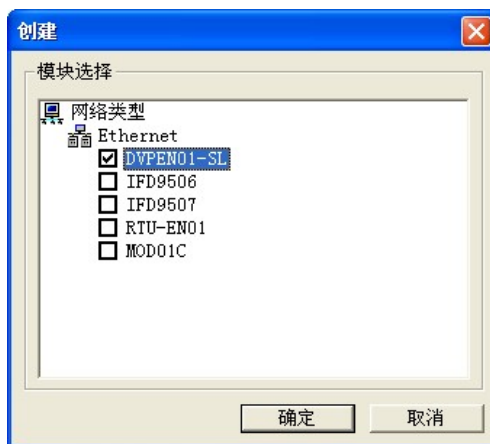 创建
模块选择
网络类型
Ethernet
DVPEN01-SL
IFD9506
IFD9507
RTU-EN01
MOD01C
确定
取消